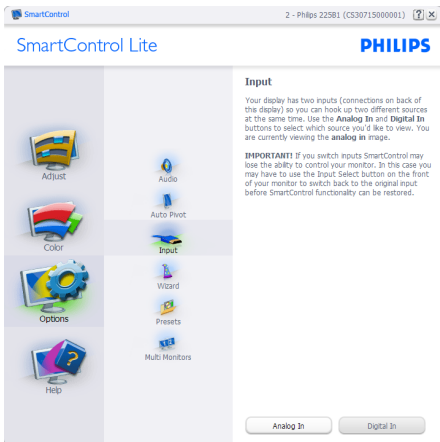 SmartControl
2 - Philips 225B1 (CS30715000001)
SmartControl Lite
PHILIPS
Adjust
Color
Options
Help
Audio
Auto Pivot
Input
Wizard
Presets
Multi Monitors
Input
Your display has two inputs (connections on back of
this display) so you can hook up two different sources
at the same time. Use the Analog In and Digital In
buttons to select which source you'd like to view. You
are currently viewing the analog in image.
IMPORTANT! If you switch inputs SmartControl may
lose the ability to control your monitor. In this case you
may have to use the Input Select button on the front
of your monitor to switch back to the original input
before SmartControl functionality can be restored.
Analog In
Digital In